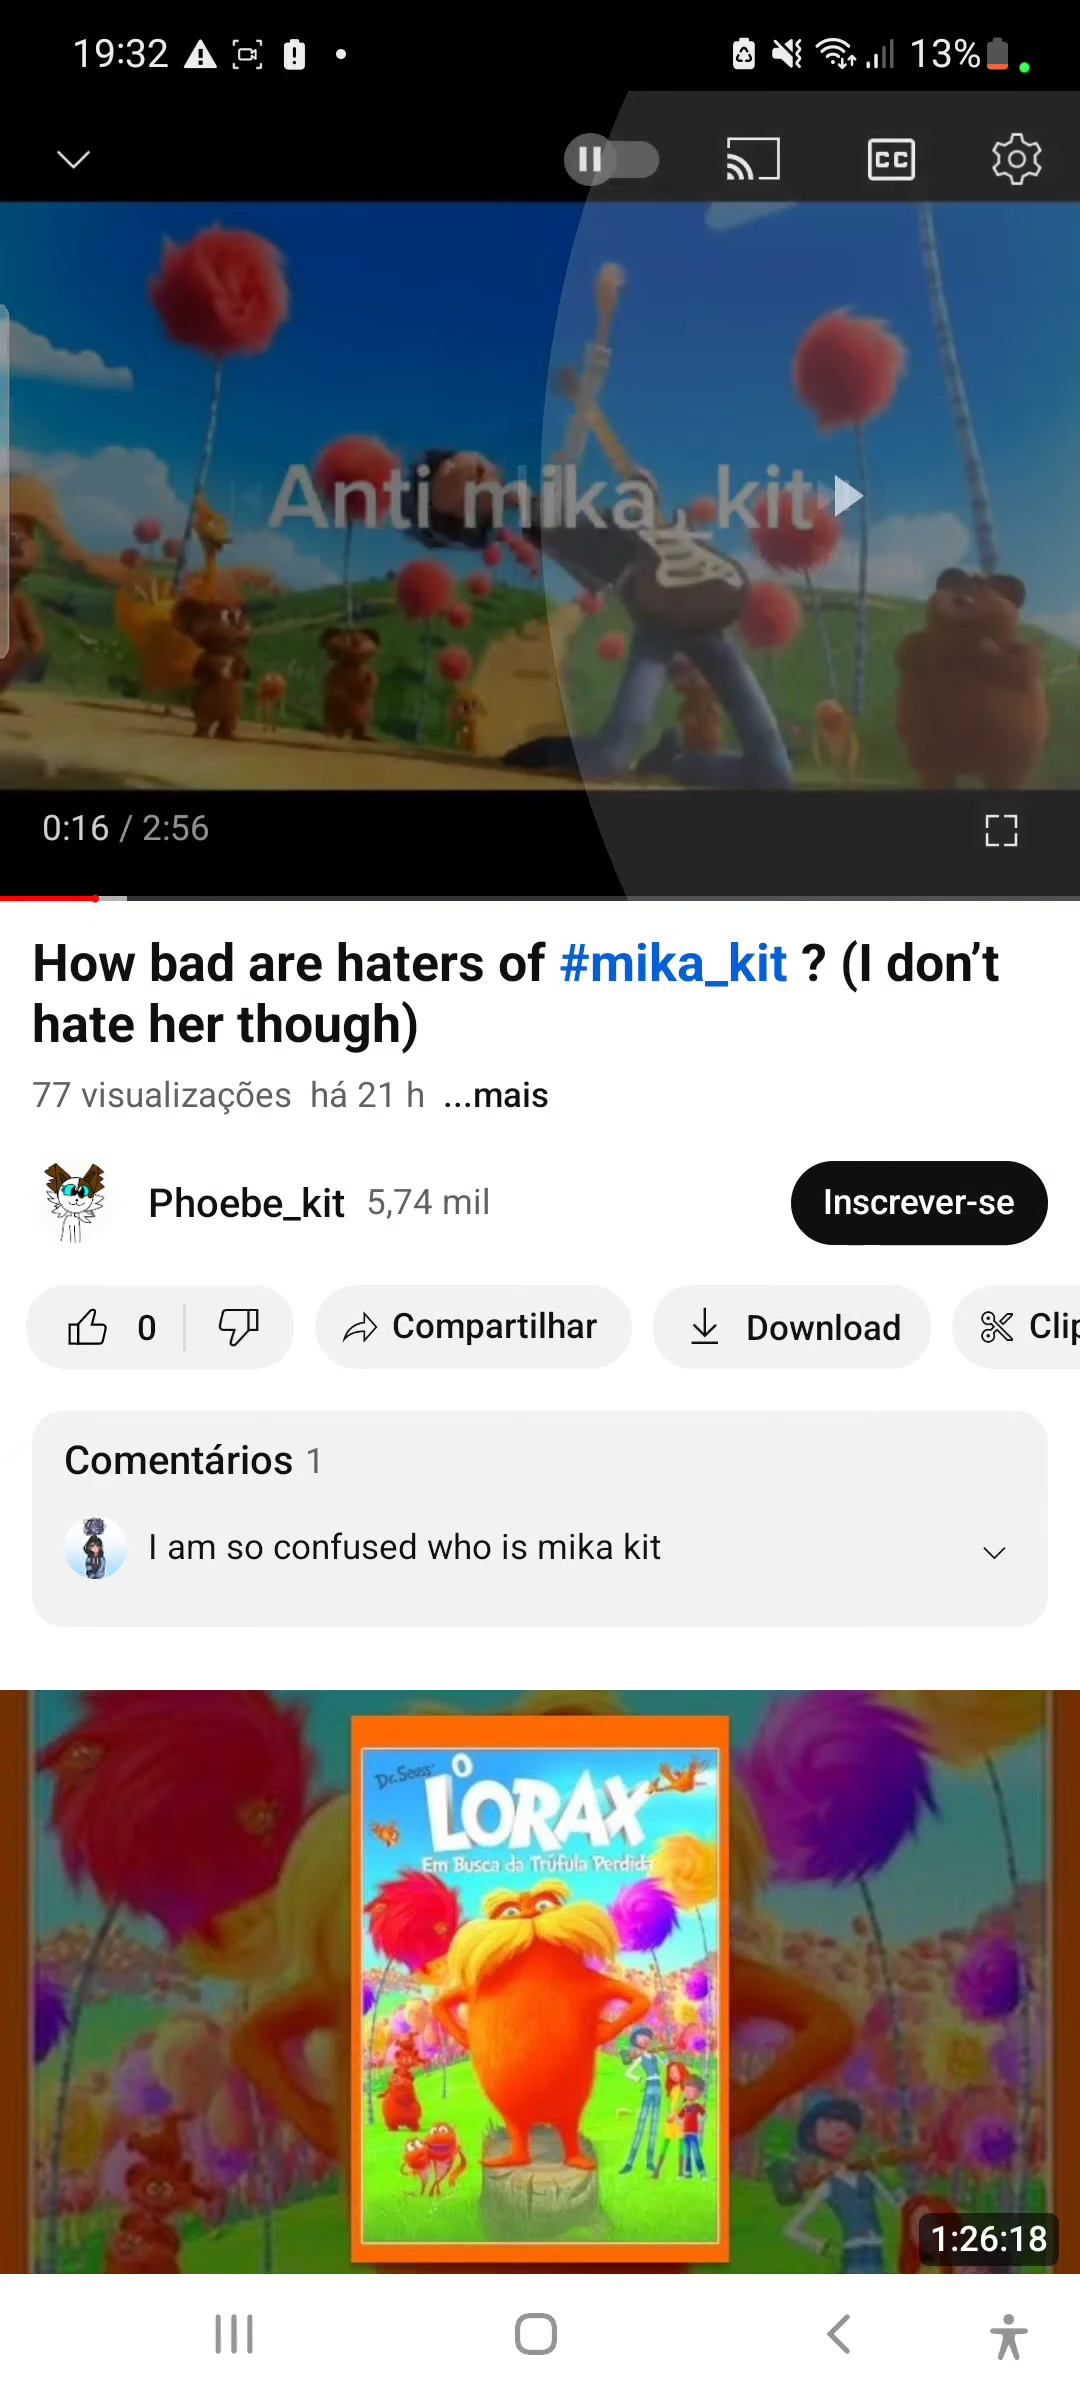 19:32
13%
CC
Anti mika_kit
0:16 / 2:56
How bad are haters of #mika_kit ? (I don’t
hate her though)
77 visualizações há 21 h ...mais
Phoebe_kit 5,74 mil
Inscrever-se
0
Compartilhar
Download
Clip
Comentários 1
I am so confused who is mika kit
Dr. Seuss'
O
LORAX
Em Busca da Trúfula Perdida
1:26:18